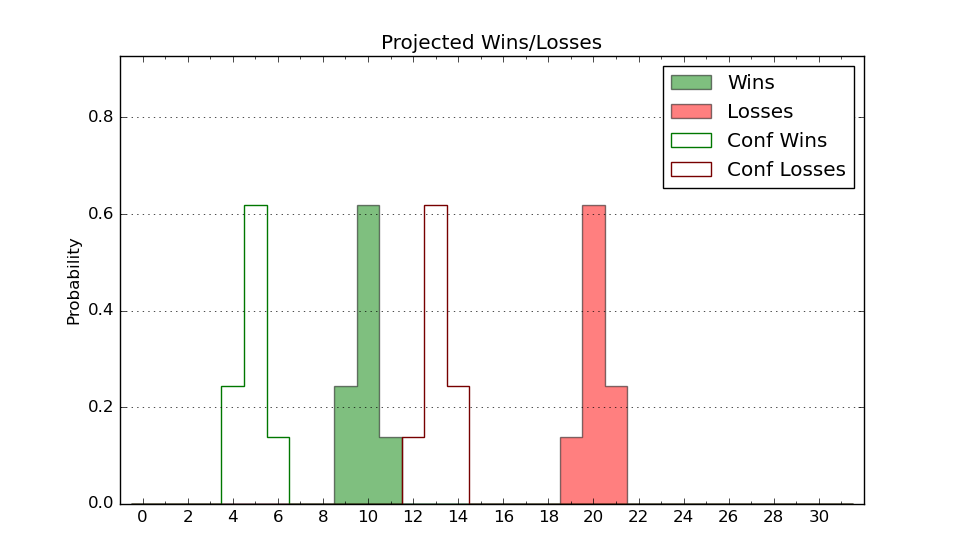 Projected Wins/Losses
Wins
Losses
Conf Wins
Conf Losses
Probability
0.8
0.6
0.4
0.2
0.0
0 2 4 6 8 10 12 14 16 18 20 22 24 26 28 30